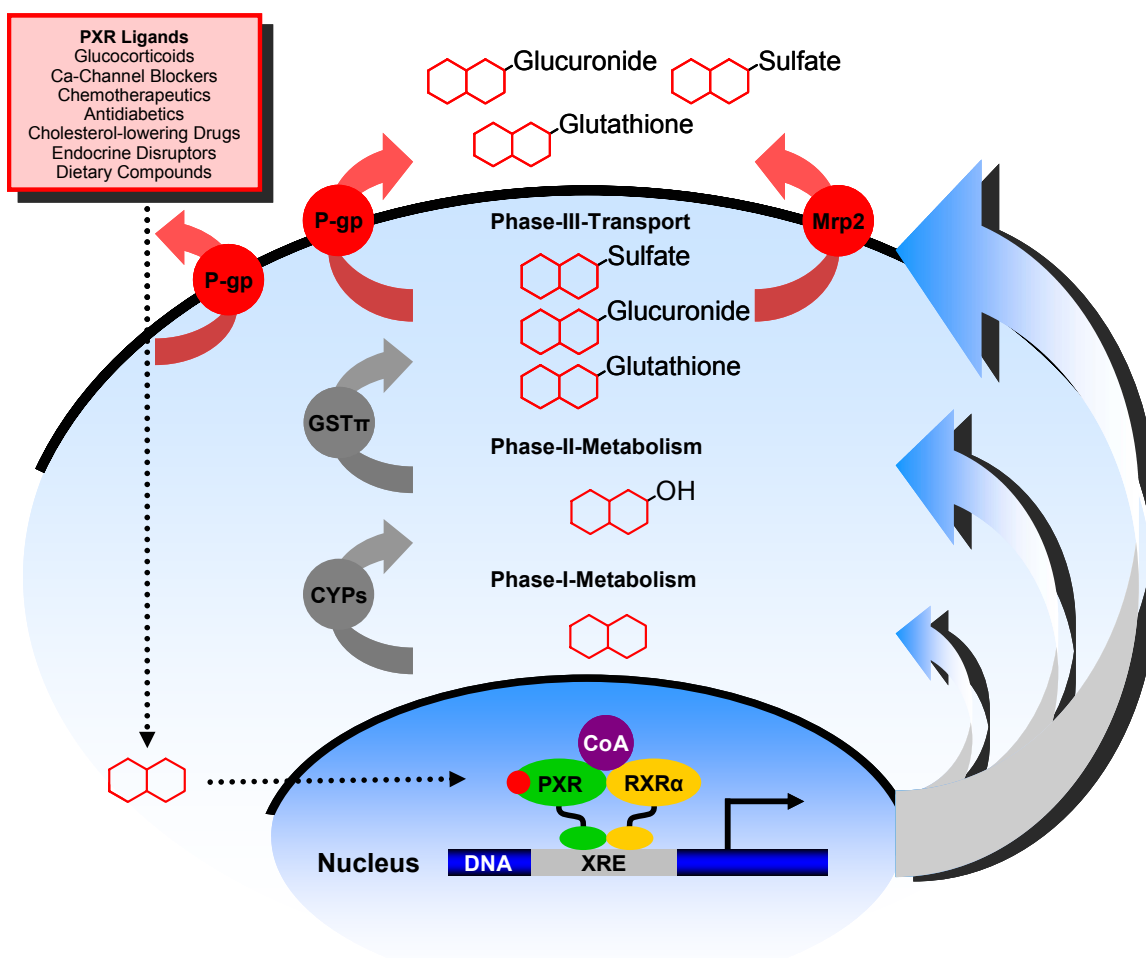 PXR Ligands
Glucocorticoids
Ca-Channel Blockers
Chemotherapeutics
Antidiabetics
Cholesterol-lowering Drugs
Endocrine Disruptors
Dietary Compounds
Glucuronide
Sulfate
Glutathione
P-gp
Phase-III-Transport
Mrp2
P-gp
Sulfate
Glucuronide
Glutathione
GSTπ
Phase-II-Metabolism
OH
Phase-I-Metabolism
CYPs
CoA
PXR
RXRα
Nucleus
DNA
XRE